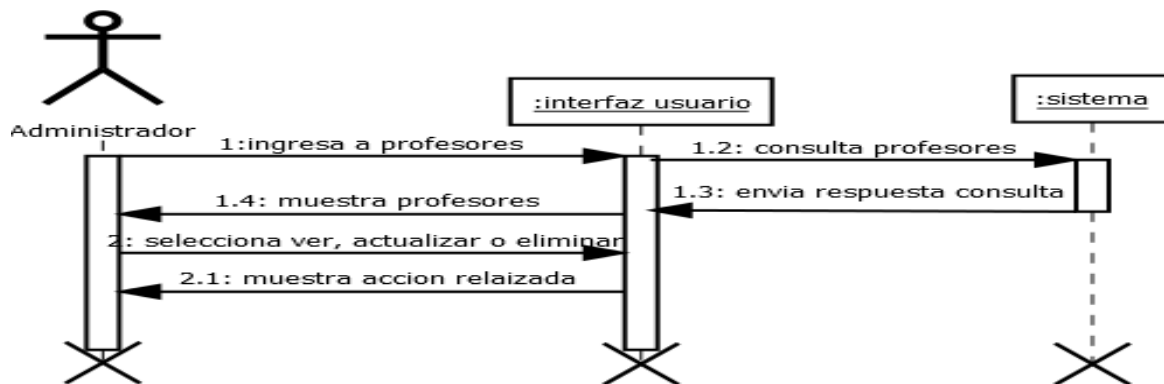 :interfaz usuario
:sistema
Administrador
1:ingresa a profesores
1.2: consulta profesores
1.3: envia respuesta consulta
1.4: muestra profesores
2: selecciona ver, actualizar o eliminar
2.1: muestra accion relaizada